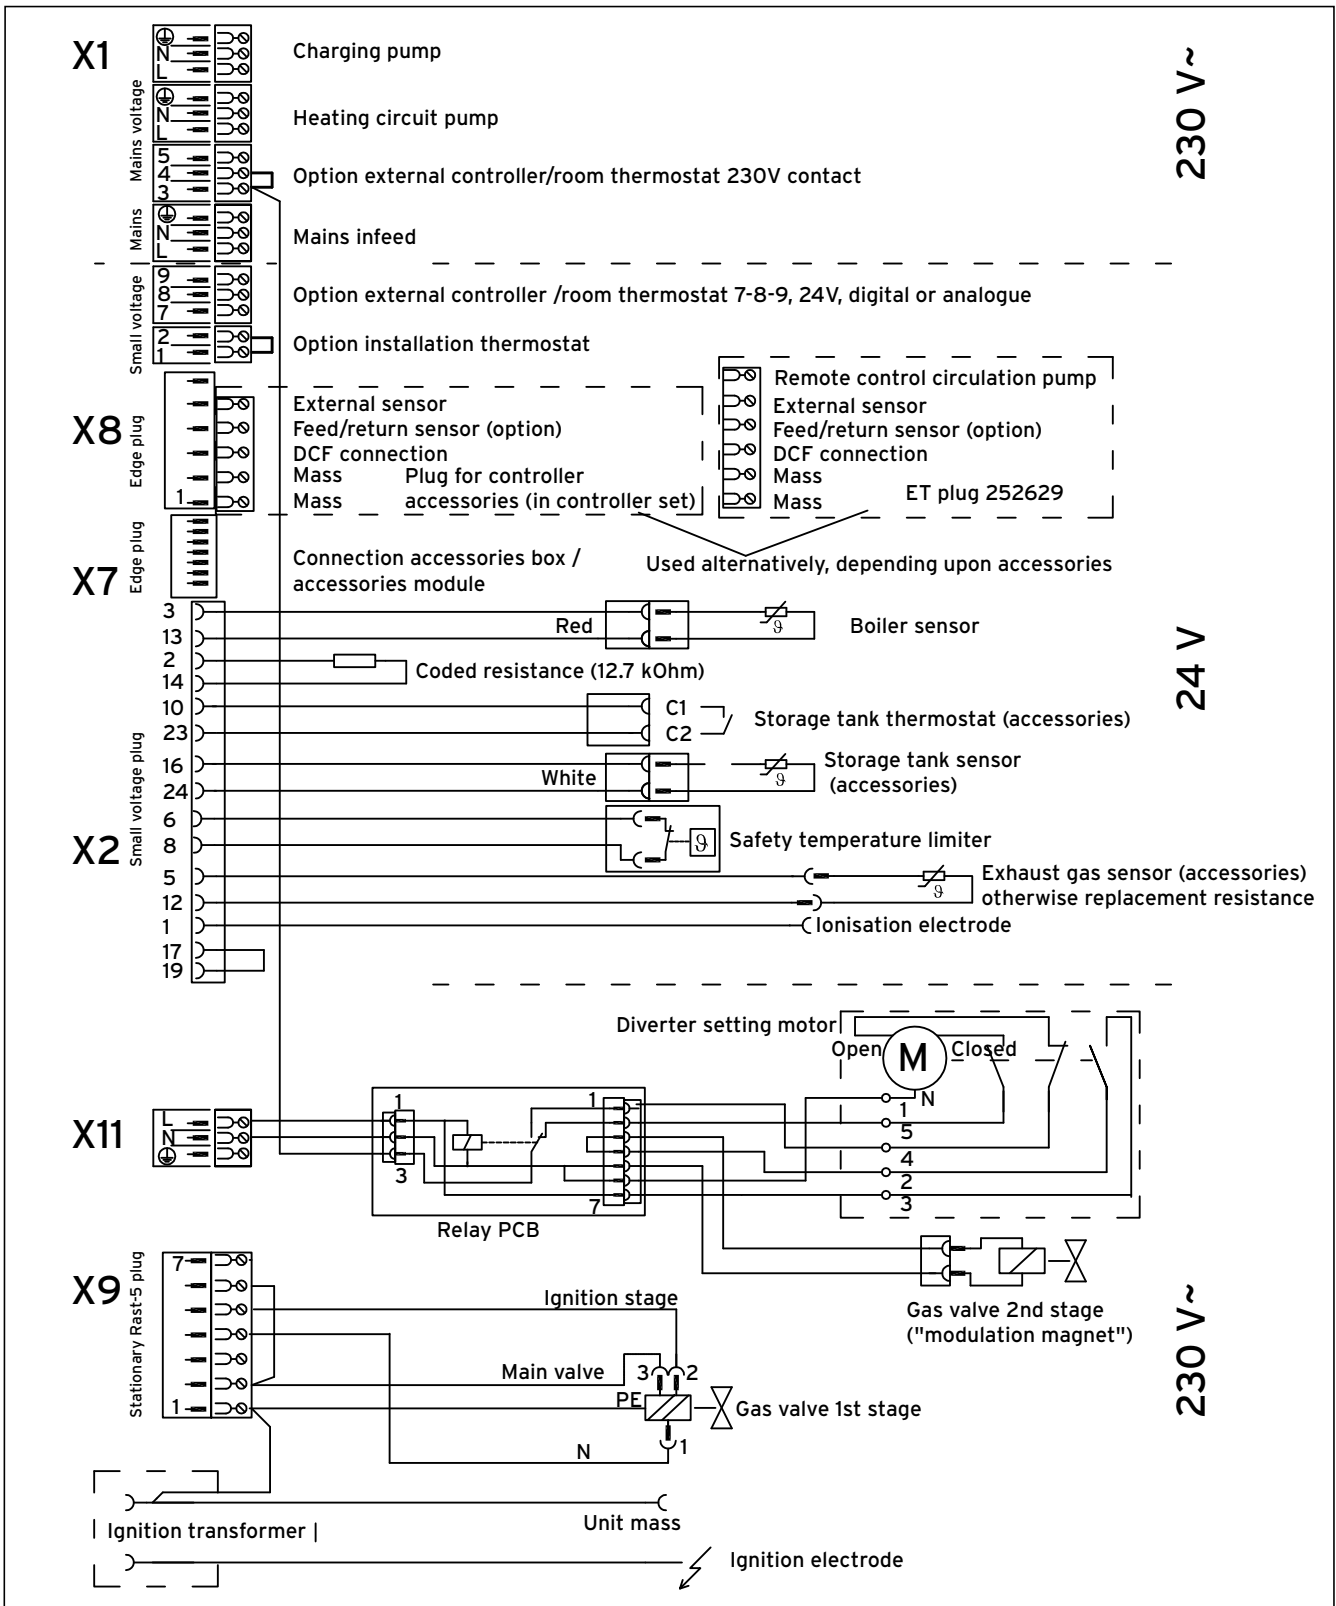 X1
Mains voltage
N
L
Charging pump
230 V~
N
L
Heating circuit pump
5
4
3
Option external controller/room thermostat 230V contact
Mains
N
L
Mains infeed
Small voltage
9
8
7
Option external controller /room thermostat 7-8-9, 24V, digital or analogue
2
1
Option installation thermostat
X8
Edge plug
1
External sensor
Feed/return sensor (option)
DCF connection
Mass
Mass
Plug for controller
accessories (in controller set)
Remote control circulation pump
External sensor
Feed/return sensor (option)
DCF connection
Mass
Mass
ET plug 252629
Used alternatively, depending upon accessories
X7
Edge plug
Connection accessories box /
accessories module
24 V
X2
Small voltage plug
3
13
Red
ϑ
Boiler sensor
2
14
Coded resistance (12.7 kOhm)
10
23
C1
C2
Storage tank thermostat (accessories)
16
24
White
ϑ
Storage tank sensor
(accessories)
6
8
ϑ
Safety temperature limiter
5
12
ϑ
Exhaust gas sensor (accessories)
otherwise replacement resistance
1
Ionisation electrode
17
19
Diverter setting motor
Open
M
Closed
N
1
5
4
2
3
X11
L
N
1
3
1
7
Relay PCB
Gas valve 2nd stage
("modulation magnet")
230 V~
X9
Stationary Rast-5 plug
7
1
Ignition stage
Main valve
3
2
PE
Gas valve 1st stage
N
1
Ignition transformer
Unit mass
Ignition electrode